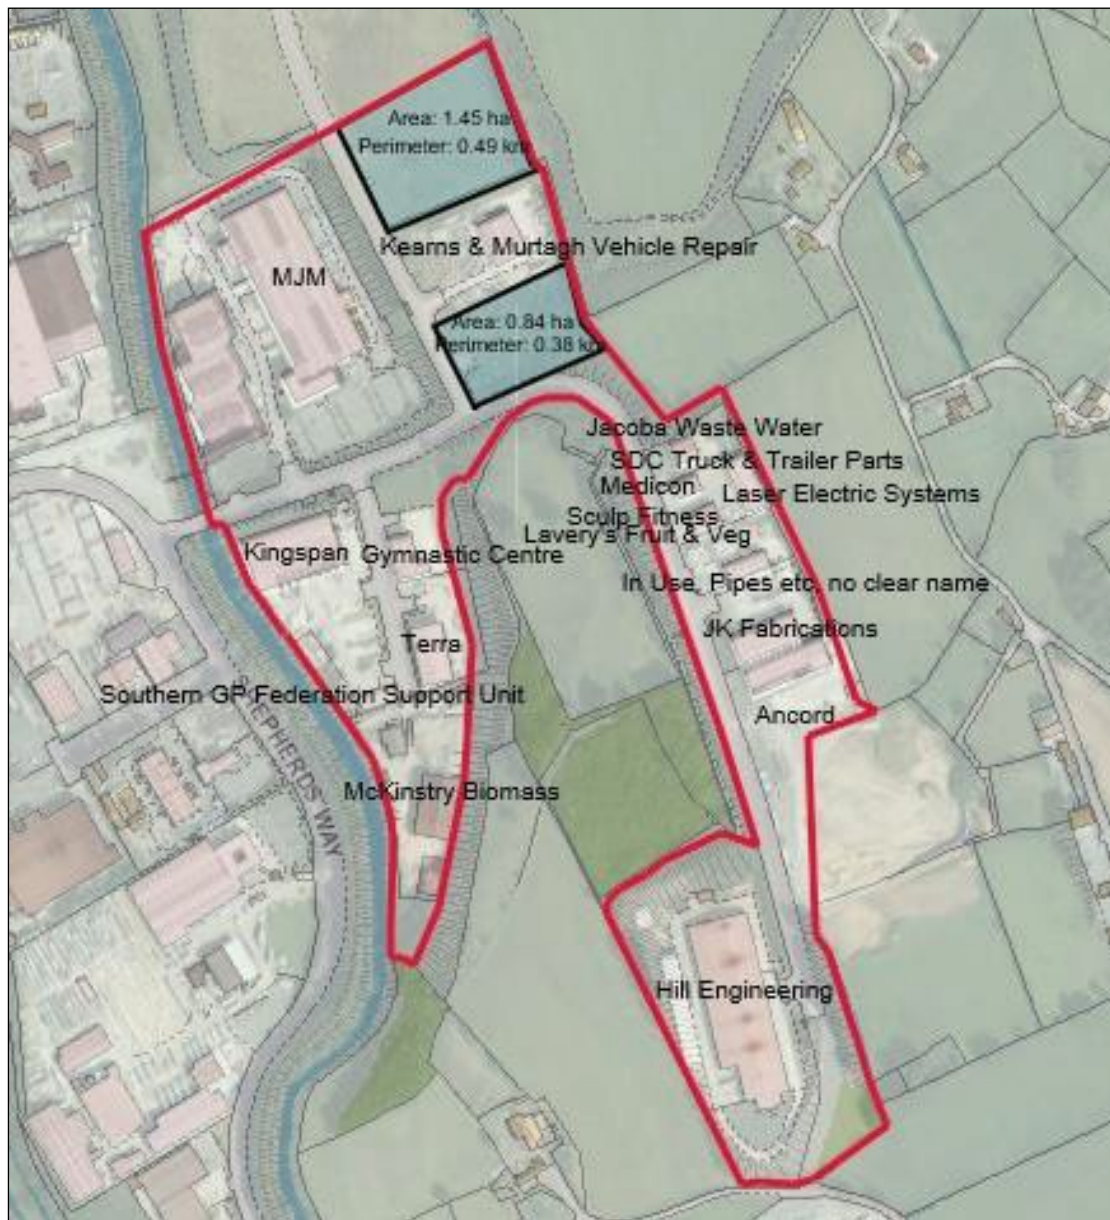 Area: 1.45 ha
Perimeter: 0.49 km
Kearns & Murtagh Vehicle Repair
MJM
Area: 0.84 ha
Perimeter: 0.38 km
Jacoba Waste Water
SDC Truck & Trailer Parts
Medicon
Laser Electric Systems
Sculp Fitness
Lavery's Fruit & Veg
Kingspan
Gymnastic Centre
In Use, Pipes etc, no clear name
JK Fabrications
Terra
Southern GP Federation Support Unit
Ancord
SHEPHERDS WAY
McKinstry Biomass
Hill Engineering